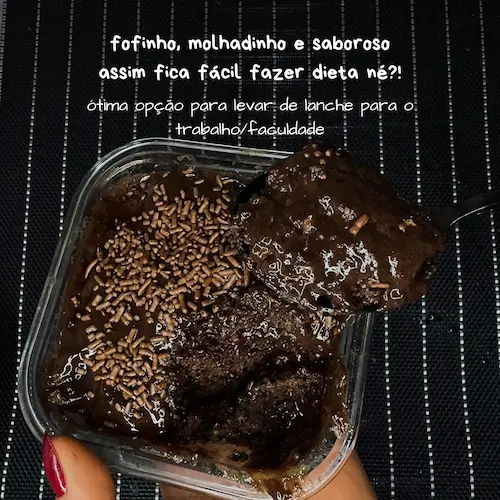 fofinho, molhadinho e saboroso
assim fica fácil fazer dieta né?!
ótima opção para levar de lanche para o
trabalho/faculdade